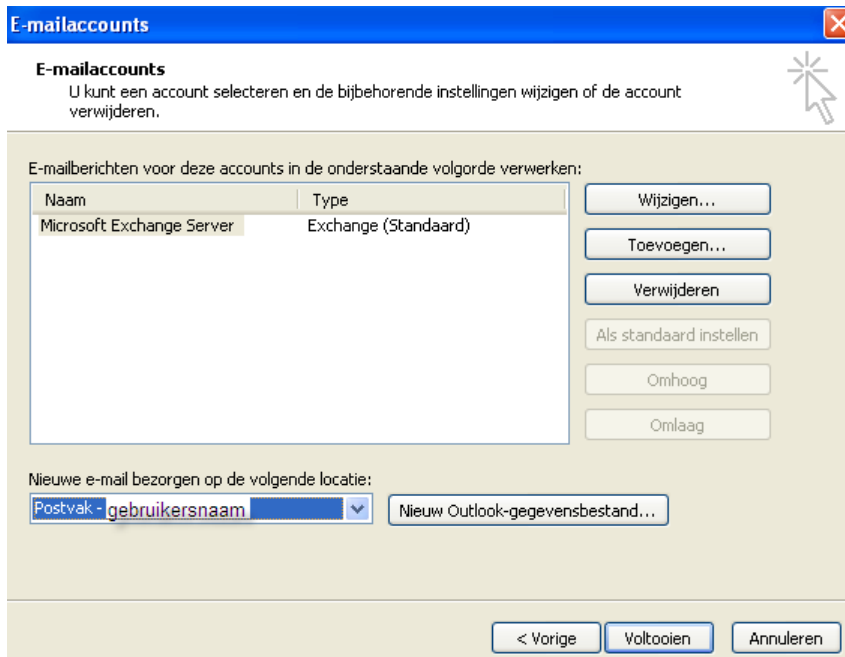 E-mailaccounts
E-mailaccounts
U kunt een account selecteren en de bijbehorende instellingen wijzigen of de account
verwijderen.
E-mailberichten voor deze accounts in de onderstaande volgorde verwerken:
Naam Type
Microsoft Exchange Server Exchange (Standaard)
Wijzigen...
Toevoegen...
Verwijderen
Als standaard instellen
Omhoog
Omlaag
Nieuwe e-mail bezorgen op de volgende locatie:
Postvak - gebruikersnaam
Nieuw Outlook-gegevensbestand...
< Vorige
Voltooien
Annuleren